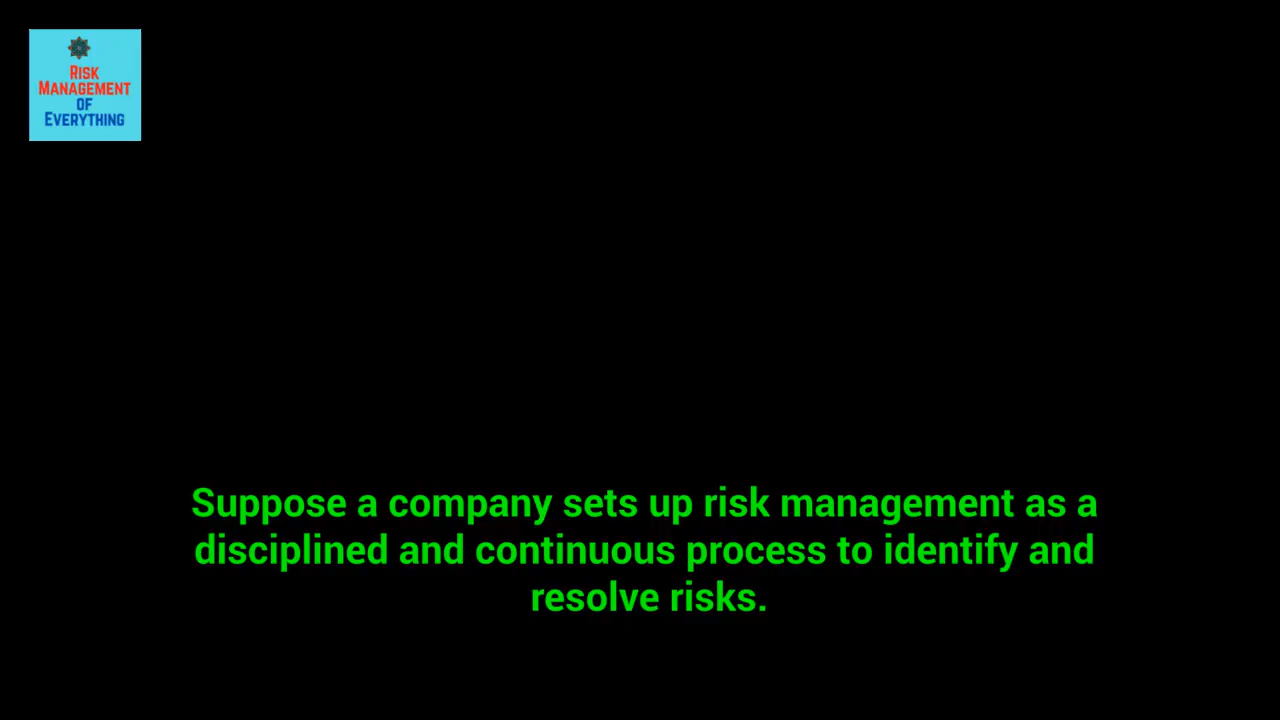 Risk
Management
of
Everything
Suppose a company sets up risk management as a
disciplined and continuous process to identify and
resolve risks.